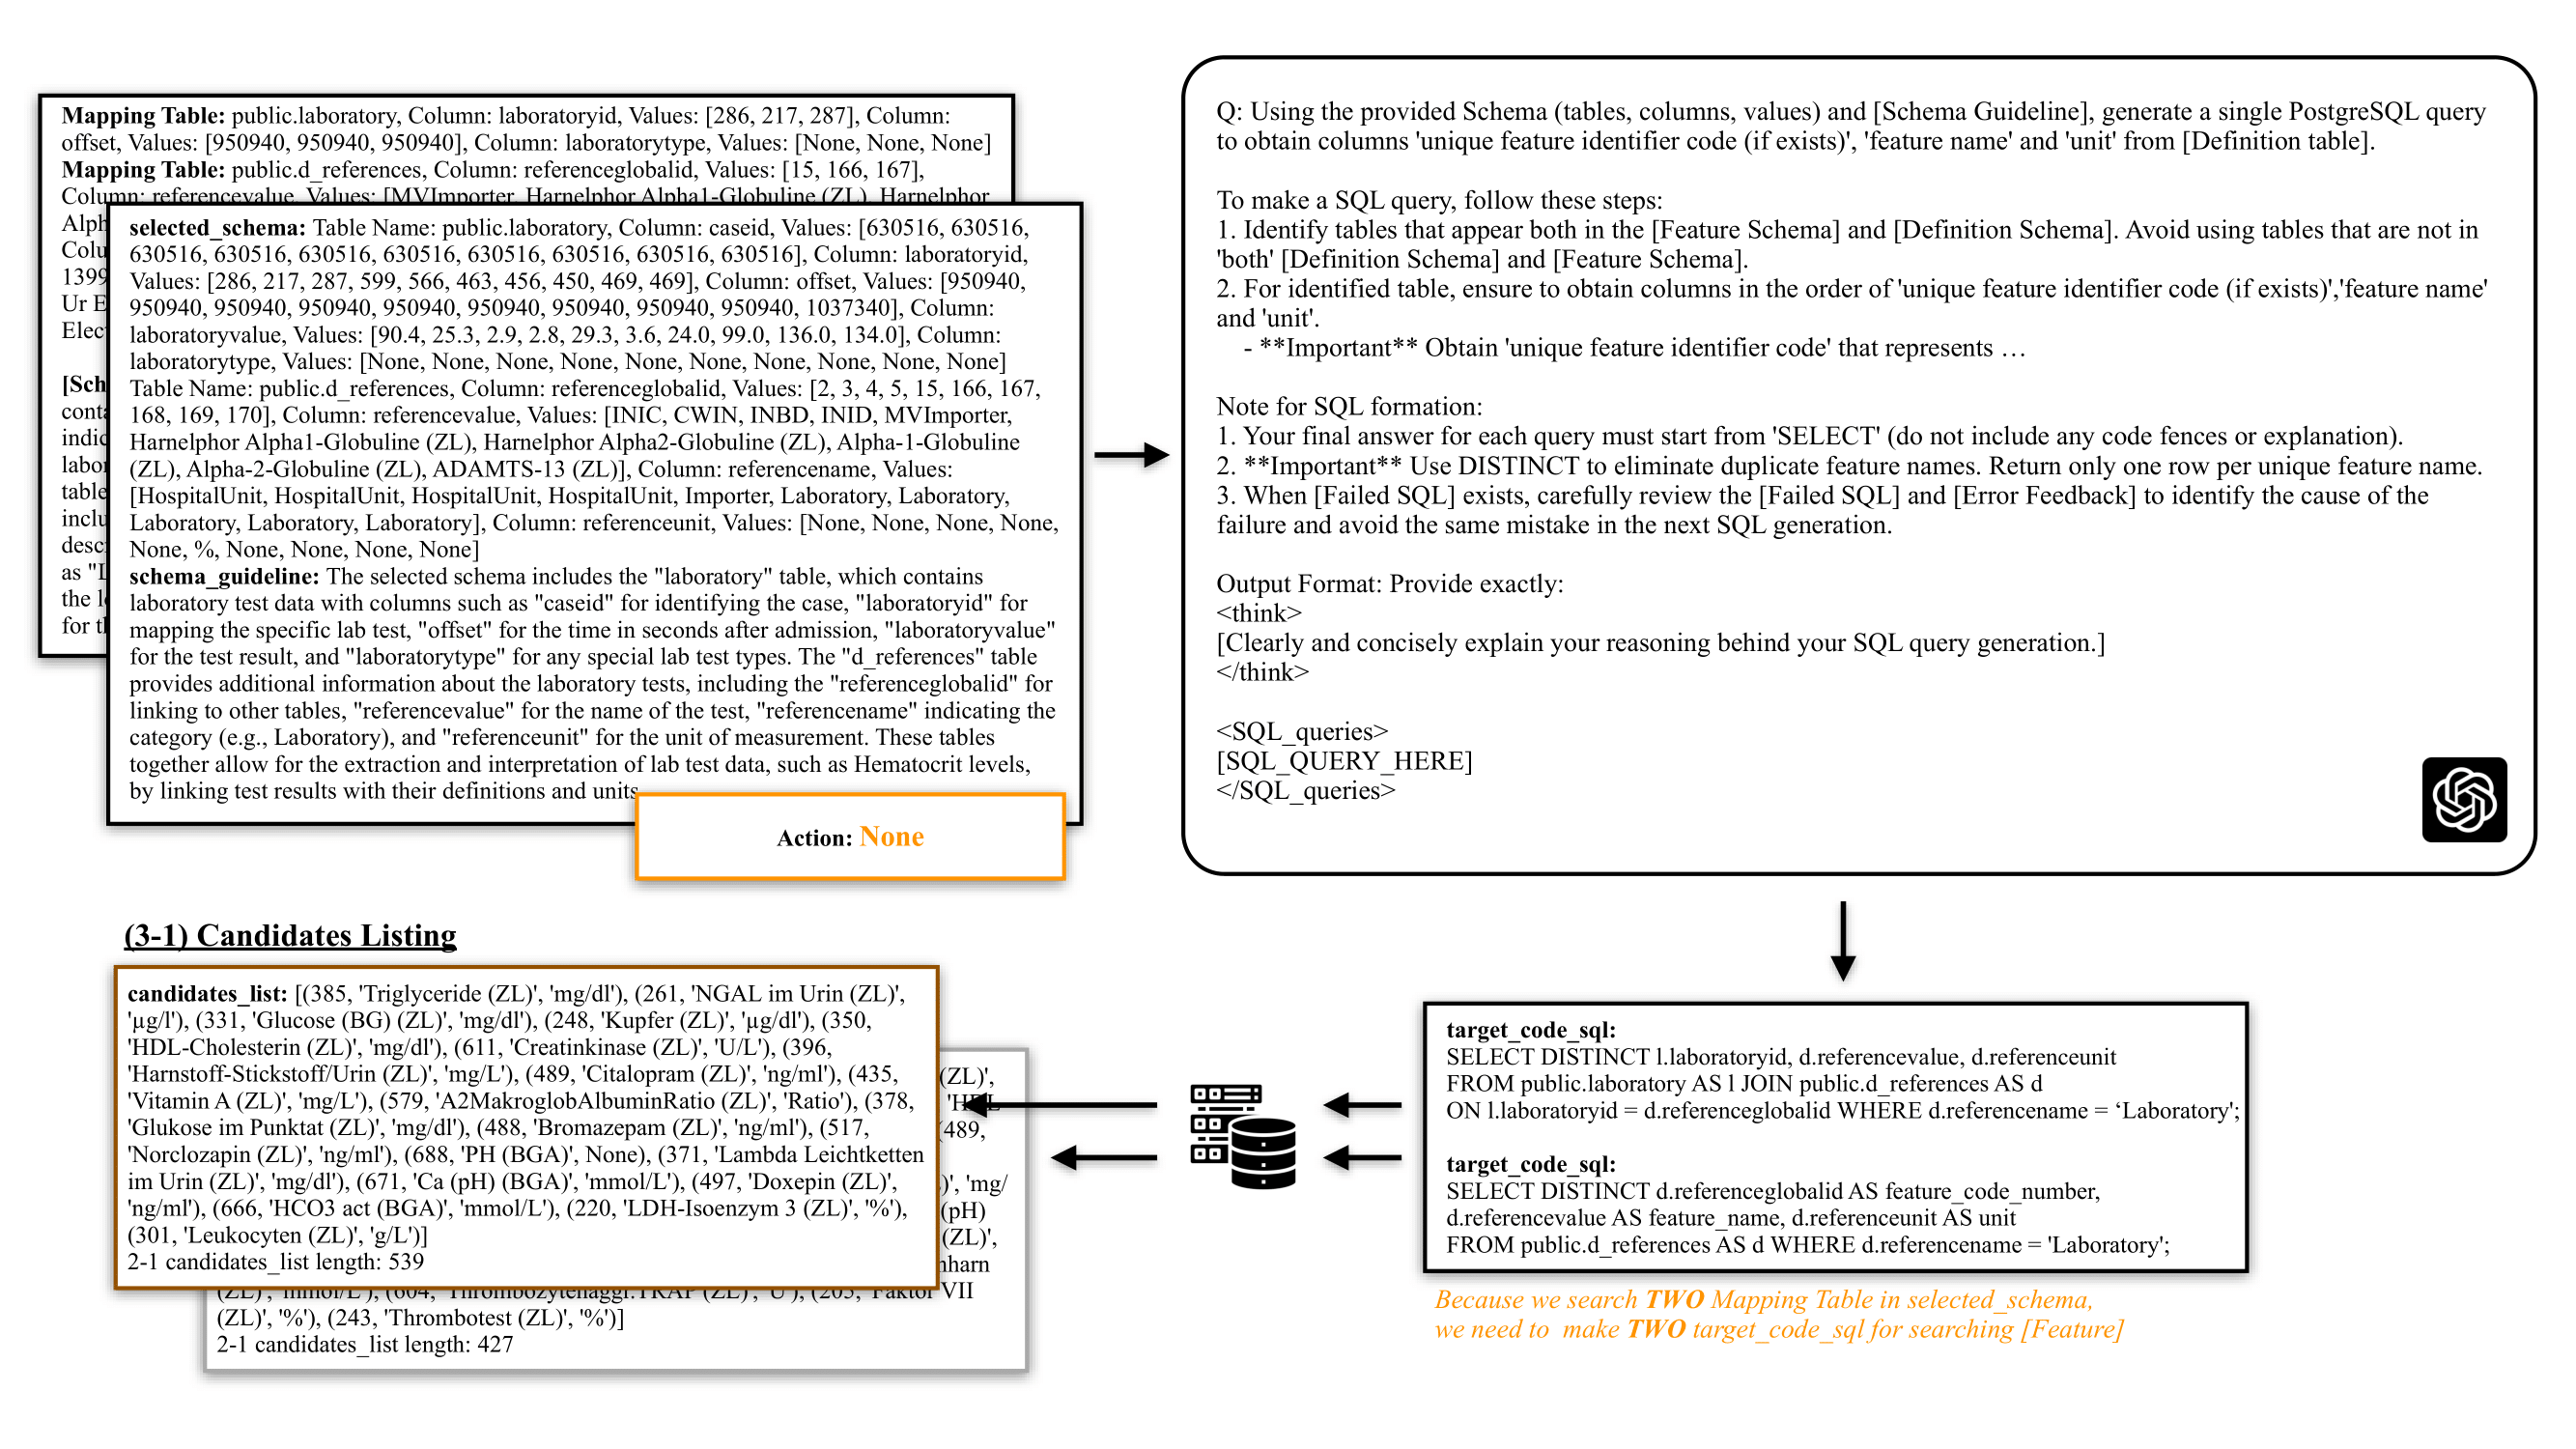 Mapping Table: public.laboratory, Column: laboratoryid, Values: [286, 217, 287], Column:
offset, Values: [950940, 950940, 950940], Column: laboratorytype, Values: [None, None, None]
Mapping Table: public.d_references, Column: referenceglobalid, Values: [15, 166, 167],
Column: referencevalue, Values: [MVImporter, Harnelphor Alpha1-Globuline (ZL), Harnelphor
Alph
Colu
1399
Ur E
Elec
[Sch
conta
indic
labor
table
inclu
desc
as "L
the l
for th
selected_schema: Table Name: public.laboratory, Column: caseid, Values: [630516, 630516,
630516, 630516, 630516, 630516, 630516, 630516, 630516, 630516], Column: laboratoryid,
Values: [286, 217, 287, 599, 566, 463, 456, 450, 469, 469], Column: offset, Values: [950940,
950940, 950940, 950940, 950940, 950940, 950940, 950940, 950940, 1037340], Column:
laboratoryvalue, Values: [90.4, 25.3, 2.9, 2.8, 29.3, 3.6, 24.0, 99.0, 136.0, 134.0], Column:
laboratorytype, Values: [None, None, None, None, None, None, None, None, None, None]
Table Name: public.d_references, Column: referenceglobalid, Values: [2, 3, 4, 5, 15, 166, 167,
168, 169, 170], Column: referencevalue, Values: [INIC, CWIN, INBD, INID, MVImporter,
Harnelphor Alpha1-Globuline (ZL), Harnelphor Alpha2-Globuline (ZL), Alpha-1-Globuline
(ZL), Alpha-2-Globuline (ZL), ADAMTS-13 (ZL)], Column: referencename, Values:
[HospitalUnit, HospitalUnit, HospitalUnit, HospitalUnit, Importer, Laboratory, Laboratory,
Laboratory, Laboratory, Laboratory], Column: referenceunit, Values: [None, None, None, None,
None, %, None, None, None, None]
schema_guideline: The selected schema includes the "laboratory" table, which contains
laboratory test data with columns such as "caseid" for identifying the case, "laboratoryid" for
mapping the specific lab test, "offset" for the time in seconds after admission, "laboratoryvalue"
for the test result, and "laboratorytype" for any special lab test types. The "d_references" table
provides additional information about the laboratory tests, including the "referenceglobalid" for
linking to other tables, "referencevalue" for the name of the test, "referencename" indicating the
category (e.g., Laboratory), and "referenceunit" for the unit of measurement. These tables
together allow for the extraction and interpretation of lab test data, such as Hematocrit levels,
by linking test results with their definitions and units
Action: None
Q: Using the provided Schema (tables, columns, values) and [Schema Guideline], generate a single PostgreSQL query
to obtain columns 'unique feature identifier code (if exists)', 'feature name' and 'unit' from [Definition table].
To make a SQL query, follow these steps:
1. Identify tables that appear both in the [Feature Schema] and [Definition Schema]. Avoid using tables that are not in
'both' [Definition Schema] and [Feature Schema].
2. For identified table, ensure to obtain columns in the order of 'unique feature identifier code (if exists)','feature name'
and 'unit'.
- **Important** Obtain 'unique feature identifier code' that represents …
Note for SQL formation:
1. Your final answer for each query must start from 'SELECT' (do not include any code fences or explanation).
2. **Important** Use DISTINCT to eliminate duplicate feature names. Return only one row per unique feature name.
3. When [Failed SQL] exists, carefully review the [Failed SQL] and [Error Feedback] to identify the cause of the
failure and avoid the same mistake in the next SQL generation.
Output Format: Provide exactly:
<think>
[Clearly and concisely explain your reasoning behind your SQL query generation.]
</think>
<SQL_queries>
[SQL_QUERY_HERE]
</SQL_queries>
(3-1) Candidates Listing
candidates_list: [(385, 'Triglyceride (ZL)', 'mg/dl'), (261, 'NGAL im Urin (ZL)',
'µg/l'), (331, 'Glucose (BG) (ZL)', 'mg/dl'), (248, 'Kupfer (ZL)', 'µg/dl'), (350,
'HDL-Cholesterin (ZL)', 'mg/dl'), (611, 'Creatinkinase (ZL)', 'U/L'), (396,
'Harnstoff-Stickstoff/Urin (ZL)', 'mg/L'), (489, 'Citalopram (ZL)', 'ng/ml'), (435,
'Vitamin A (ZL)', 'mg/L'), (579, 'A2MakroglobAlbuminRatio (ZL)', 'Ratio'), (378,
'Glukose im Punktat (ZL)', 'mg/dl'), (488, 'Bromazepam (ZL)', 'ng/ml'), (517,
'Norclozapin (ZL)', 'ng/ml'), (688, 'PH (BGA)', None), (371, 'Lambda Leichtketten
im Urin (ZL)', 'mg/dl'), (671, 'Ca (pH) (BGA)', 'mmol/L'), (497, 'Doxepin (ZL)',
'ng/ml'), (666, 'HCO3 act (BGA)', 'mmol/L'), (220, 'LDH-Isoenzym 3 (ZL)', '%'),
(301, 'Leukocyten (ZL)', 'g/L')]
2-1 candidates_list length: 539
(ZL)',
'HDL
(489,
)', 'mg/
(pH)
(ZL)',
nharn
(ZL)', 'mmol/L'), (604, 'Thrombozytenaggr.TRAP (ZL)', 'U'), (205, 'Faktor VII
(ZL)', '%'), (243, 'Thrombotest (ZL)', '%')]
2-1 candidates_list length: 427
target_code_sql:
SELECT DISTINCT l.laboratoryid, d.referencevalue, d.referenceunit
FROM public.laboratory AS l JOIN public.d_references AS d
ON l.laboratoryid = d.referenceglobalid WHERE d.referencename = ‘Laboratory';
target_code_sql:
SELECT DISTINCT d.referenceglobalid AS feature_code_number,
d.referencevalue AS feature_name, d.referenceunit AS unit
FROM public.d_references AS d WHERE d.referencename = 'Laboratory';
Because we search TWO Mapping Table in selected_schema,
we need to make TWO target_code_sql for searching [Feature]